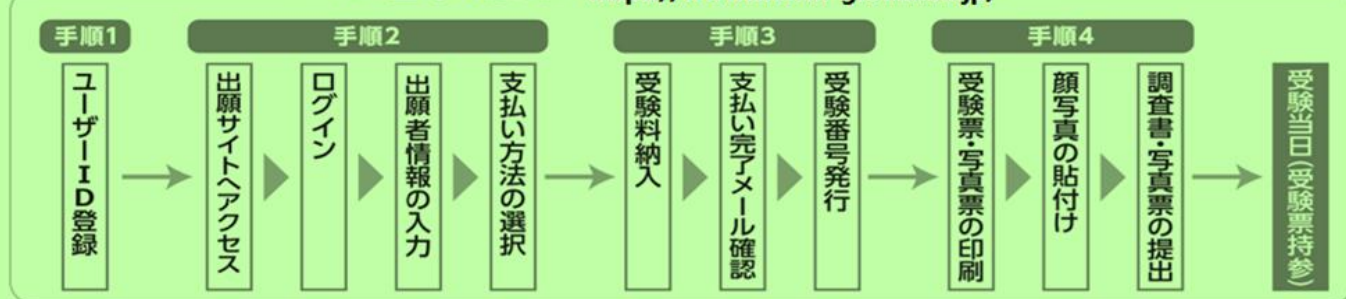 手順1
ユーザーID登録
手順2
出願サイトへアクセス
ログイン
出願者情報の入力
支払い方法の選択
手順3
受験料納入
支払い完了メール確認
受験番号発行
手順4
受験票・写真票の印刷
顔写真の貼付け
調査書・写真票の提出
受験当日(受験票持参)